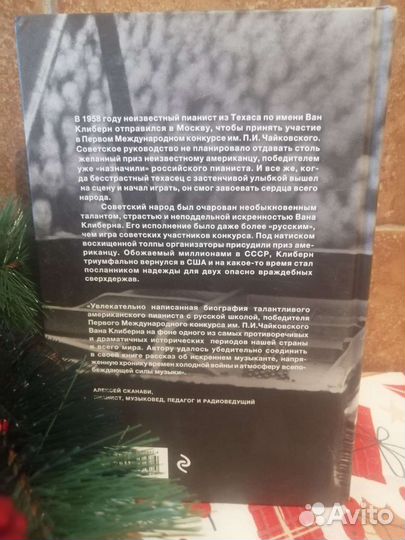 В 1958 году неизвестный пианист из Техаса по имени Ван
Клиберн отправился в Москву, чтобы принять участие
в Первом Международном конкурсе им. П.И. Чайковского.
Советское руководство не планировало отдавать столь
желанный приз неизвестному американцу, победителем
уже «назначили» российского пианиста. И все же, ког-
да бесстрастный техасец с застенчивой улыбкой вышел
на сцену и начал играть, он смог завоевать сердца всего
народа.
Советский народ был очарован необыкновенным
талантом, страстью и неподдельной искренностью Вана
Клиберна. Его исполнение было даже более «русским»,
чем игра советских участников конкурса. Под натиском
восхищенной толпы организаторы присудили приз аме-
риканцу. Обожаемый миллионами в СССР, Клиберн
триумфально вернулся в США и на какое-то время стал
посланником надежды для двух опасно враждебных
сверхдержав.
«Увлекательно написанная биография талантливого
американского пианиста с русской школой, победителя
Первого Международного конкурса им. П.И.Чайковского
Вана Клиберна на фоне одного из самых противоречивых
и драматичных исторических периодов нашей страны
и всего мира. Автору удалось убедительно соединить
в своей книге рассказ об искреннем музыканте, напря-
женную хронику времен холодной войны и атмосферу всепо-
беждающей силы музыки».
АЛЕКСЕЙ СКАНАВИ,
ПИАНИСТ, МУЗЫКОВЕД, ПЕДАГОГ И РАДИОВЕДУЩИЙ
Avito